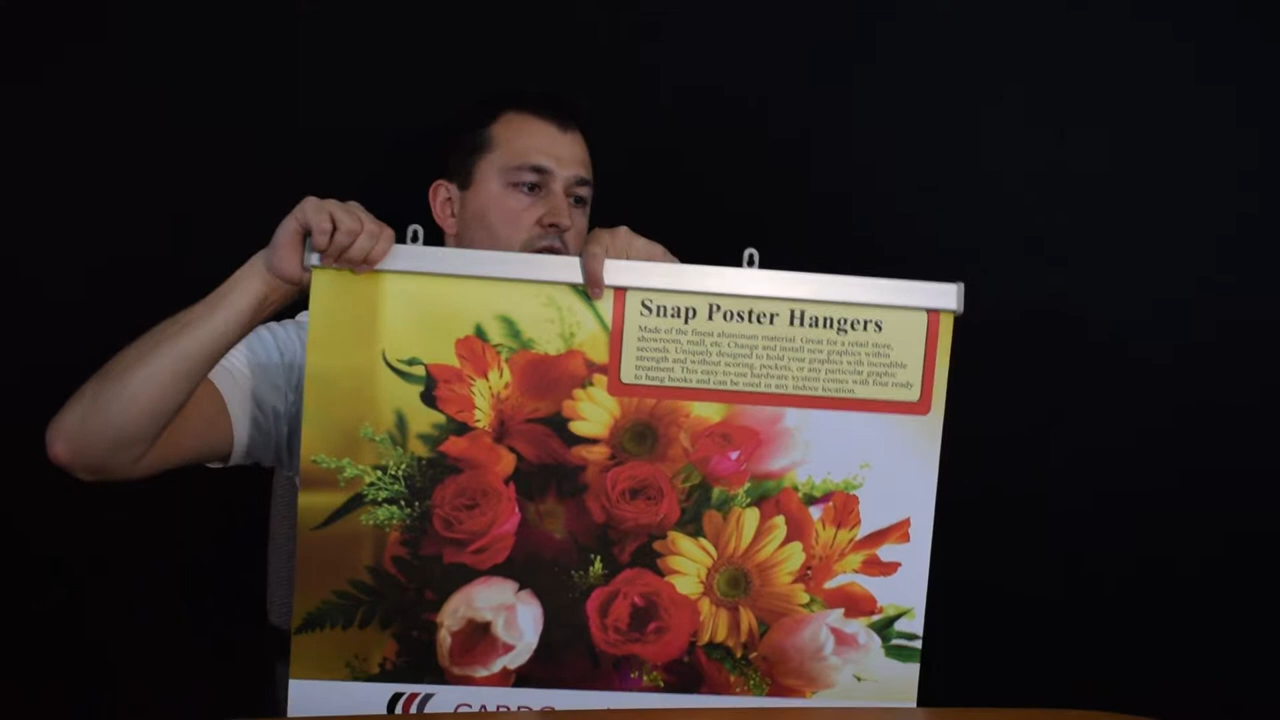 Snap Poster Hangers
Made of the finest aluminum material. Great for a retail store,
showroom, mall, etc. Change and install new graphics within
seconds. Uniquely designed to hold your graphics with incredible
strength and without scoring, pockets, or any particular graphic
treatment. This easy-to-use hardware system comes with four ready
to hang hooks and can be used in any indoor location.